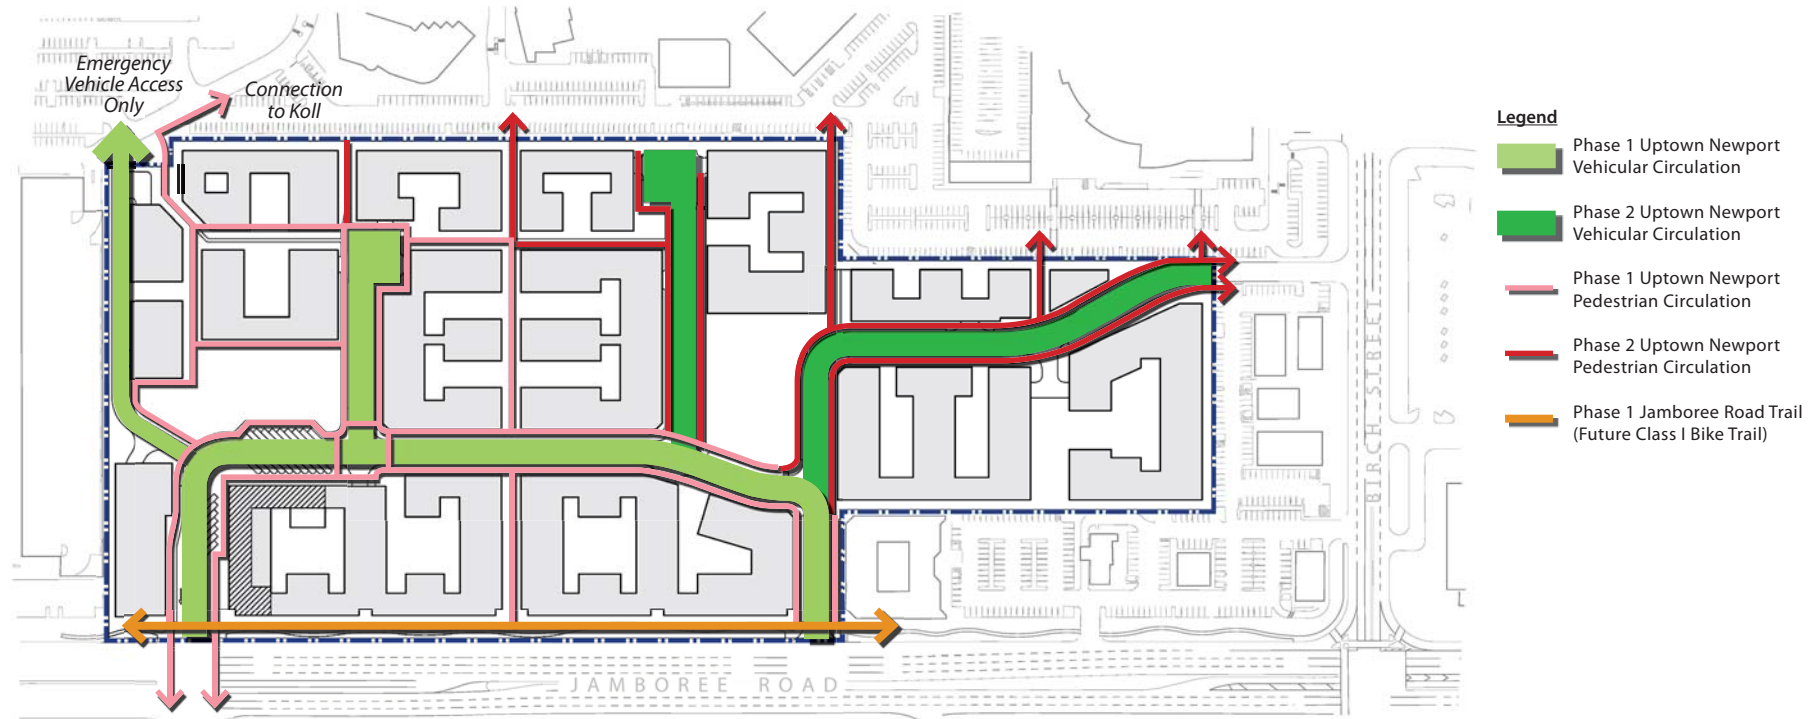 Emergency
Vehicle Access
Only
Connection
to Koll
Legend
Phase 1 Uptown Newport
Vehicular Circulation
Phase 2 Uptown Newport
Vehicular Circulation
Phase 1 Uptown Newport
Pedestrian Circulation
Phase 2 Uptown Newport
Pedestrian Circulation
Phase 1 Jamboree Road Trail
(Future Class I Bike Trail)
BIRCH STREET
JAMBOREE ROAD